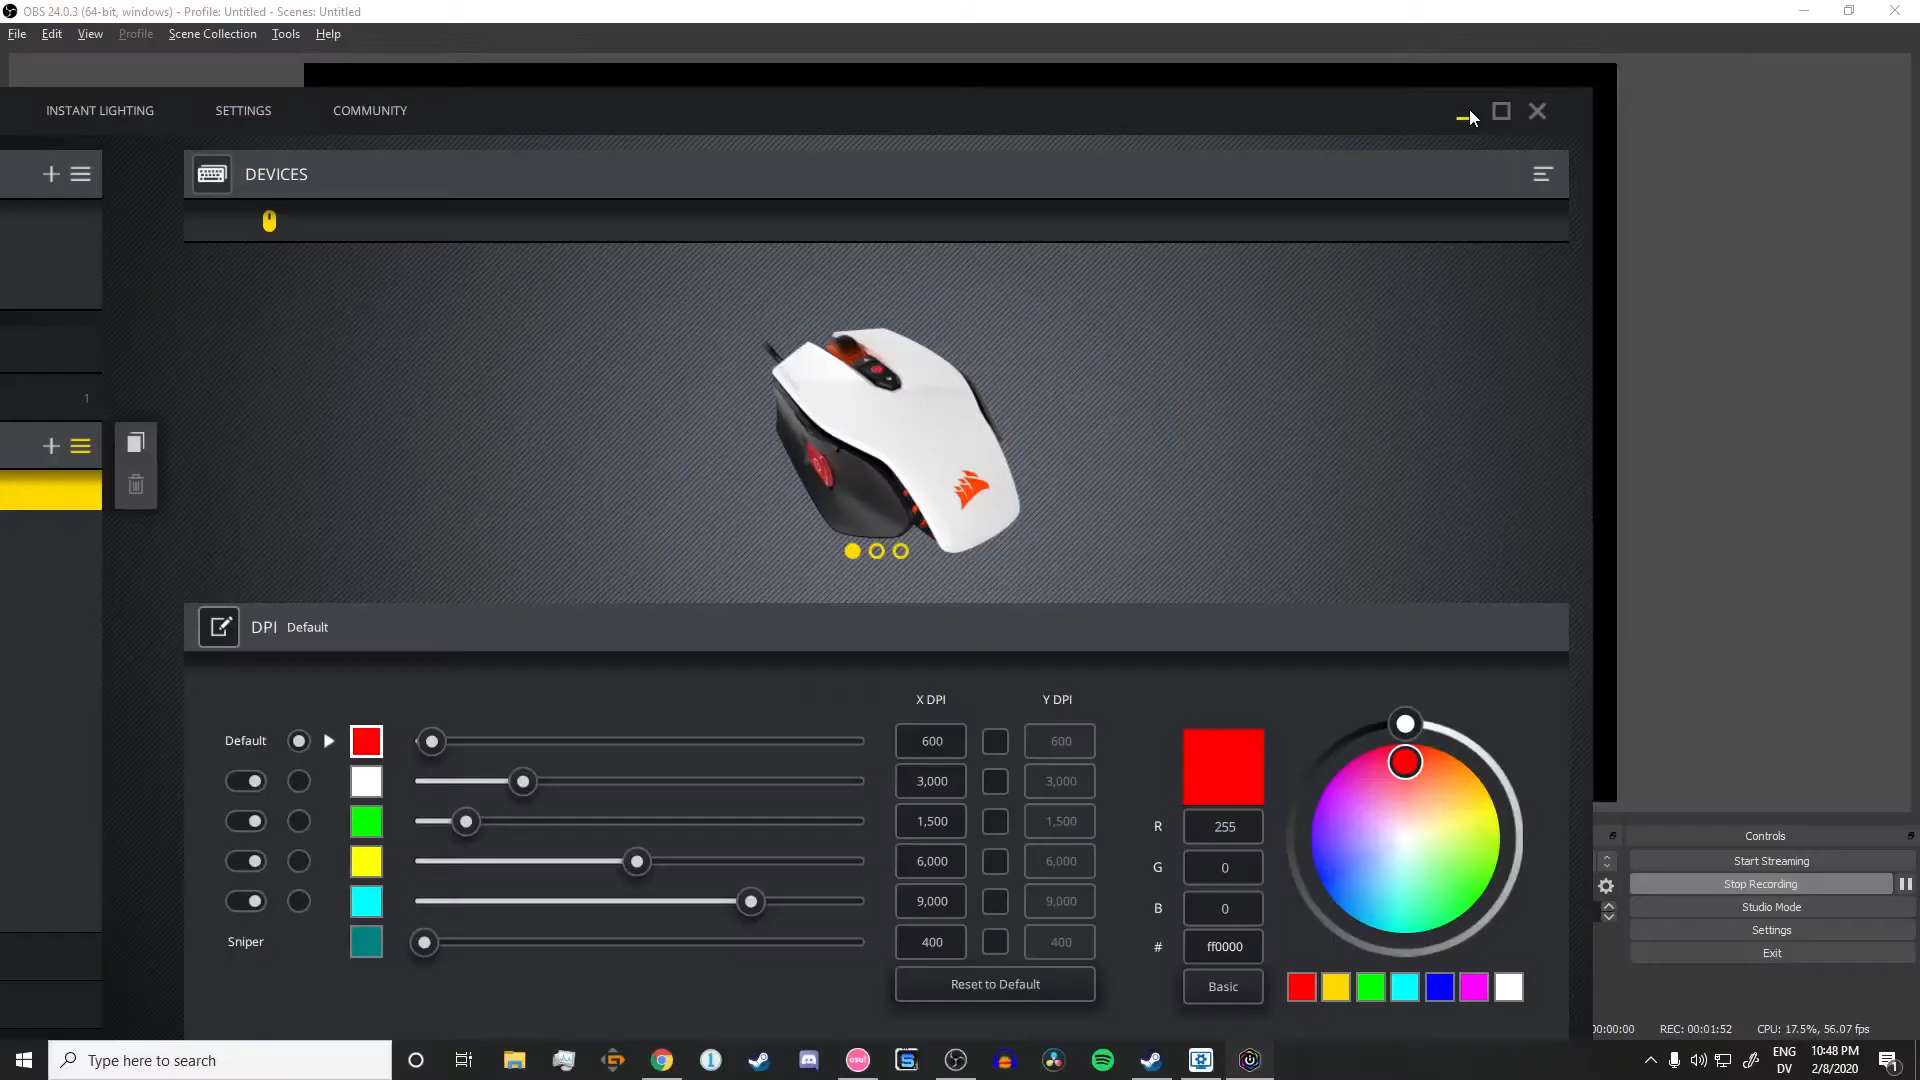 OBS 24.0.3 (64-bit, windows) - Profile: Untitled - Scenes: Untitled
File Edit View Profile Scene Collection Tools Help
INSTANT LIGHTING SETTINGS COMMUNITY
DEVICES
1
DPI Default
X DPI Y DPI
Default 600 600
3,000 3,000
1,500 1,500
6,000 6,000
9,000 9,000
Sniper 400 400
Reset to Default
R 255
G 0
B 0
# ff0000
Basic
Controls
Start Streaming
Stop Recording
Studio Mode
Settings
Exit
00:00:00 REC: 00:01:52 CPU: 17.5%, 56.07 fps
Type here to search
osu!
ENG
DV
10:48 PM
2/8/2020
1